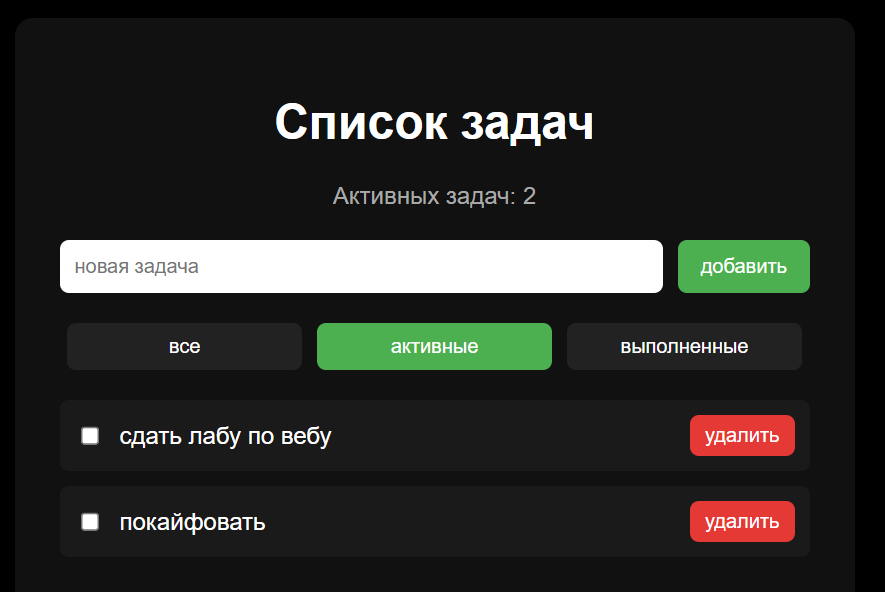 Список задач
Активных задач: 2
новая задача
добавить
все
активные
выполненные
сдать лабу по вебу
удалить
покайфовать
удалить